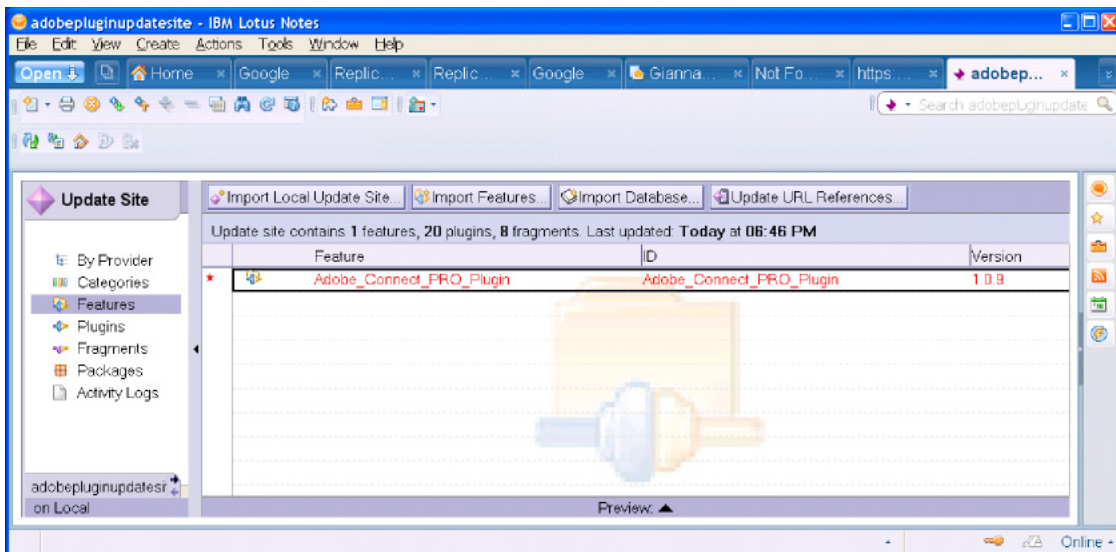 adobepluginupdatesite - IBM Lotus Notes
File Edit View Create Actions Tools Window Help
Open Home Google Replic... Replic... Google Gianna... Not Fo... https:... adobep...
Search adobepluginupdate
Update Site
Import Local Update Site... Import Features... Import Database... Update URL References...
Update site contains 1 features, 20 plugins, 8 fragments. Last updated: Today at 06:46 PM
Feature ID Version
Adobe_Connect_PRO_Plugin Adobe_Connect_PRO_Plugin 1.0.9
By Provider
Categories
Features
Plugins
Fragments
Packages
Activity Logs
adobepluginupdatesi
on Local
Preview:
Online